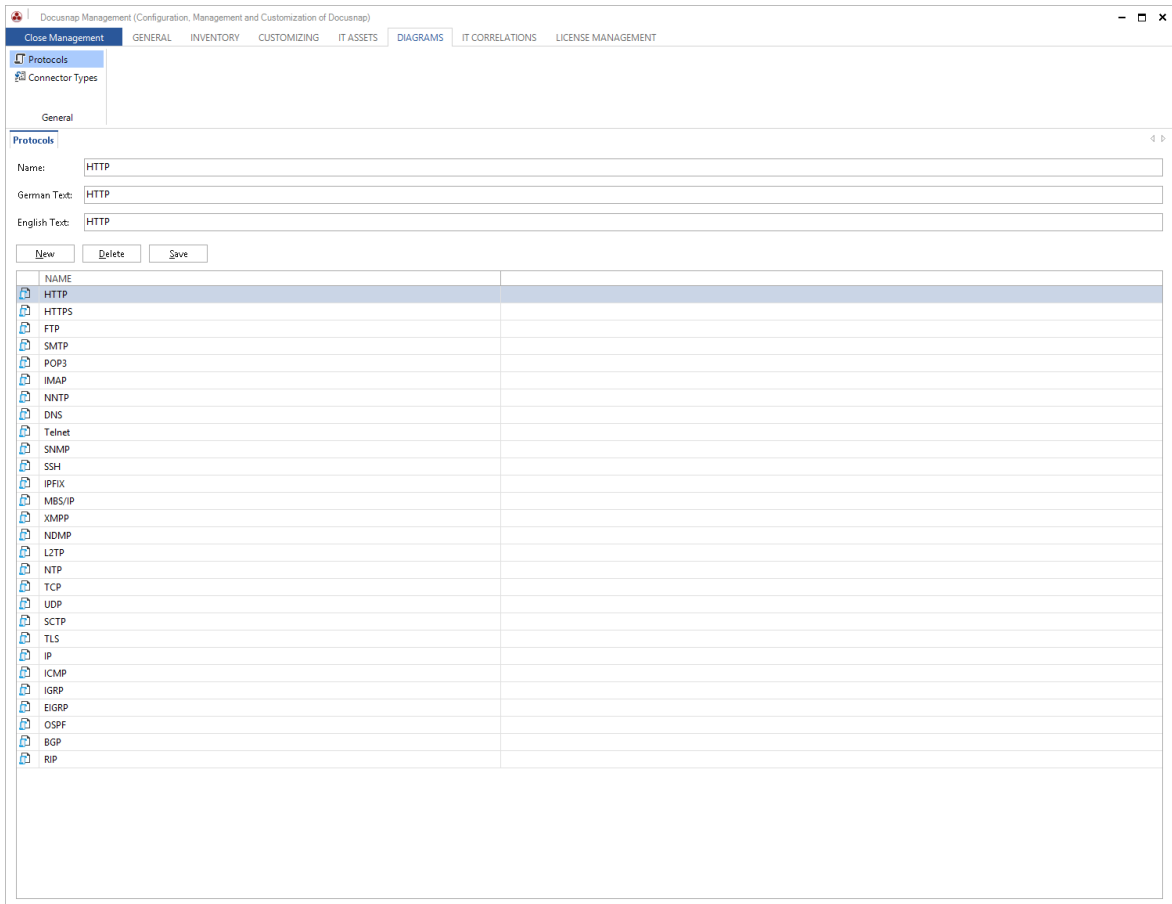 Docusnap Management (Configuration, Management and Customization of Docusnap)
Close Management GENERAL INVENTORY CUSTOMIZING IT ASSETS DIAGRAMS IT CORRELATIONS LICENSE MANAGEMENT
Protocols
Connector Types
General
Protocols
Name: HTTP
German Text: HTTP
English Text: HTTP
New Delete Save
NAME
HTTP
HTTPS
FTP
SMTP
POP3
IMAP
NNTP
DNS
Telnet
SNMP
SSH
IPFIX
MBS/IP
XMPP
NDMP
L2TP
NTP
TCP
UDP
SCTP
TLS
IP
ICMP
IGRP
EIGRP
OSPF
BGP
RIP